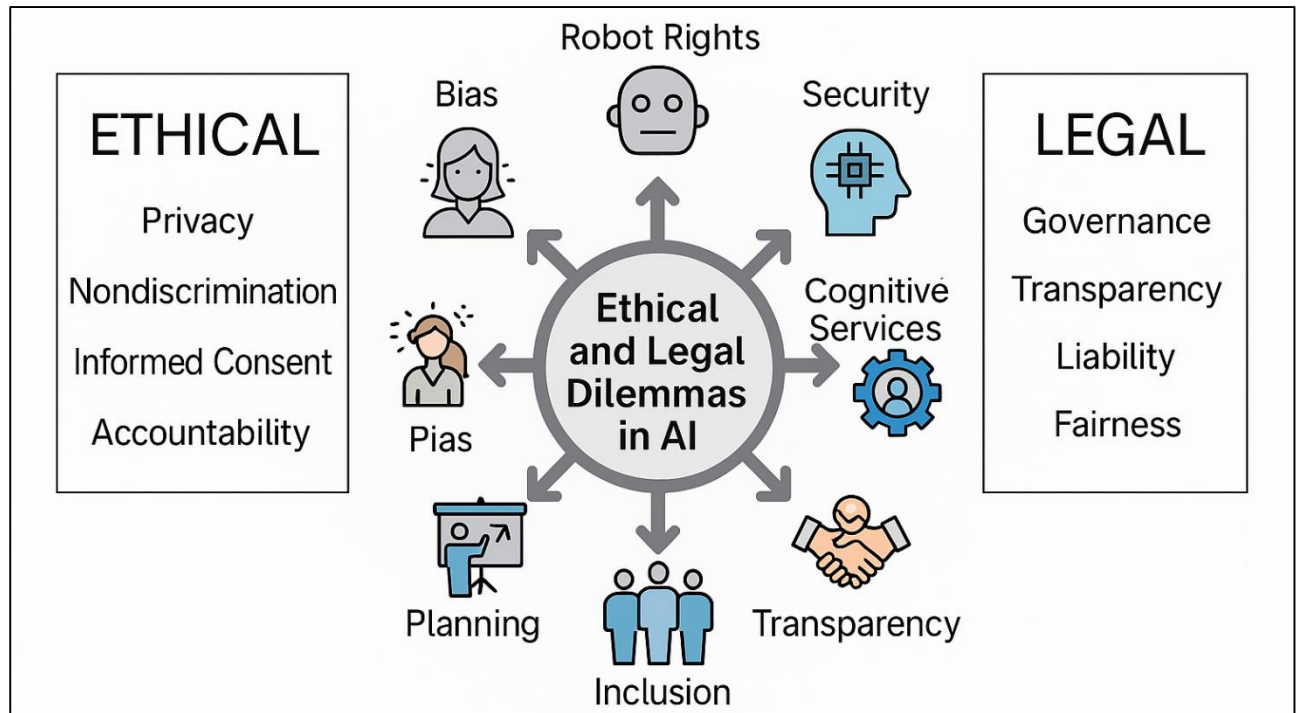 ETHICAL
Privacy
Nondiscrimination
Informed Consent
Accountability
Robot Rights
Bias
Security
Cognitive
Services
Ethical
and Legal
Dilemmas
in AI
Pias
Planning
Inclusion
Transparency
LEGAL
Governance
Transparency
Liability
Fairness